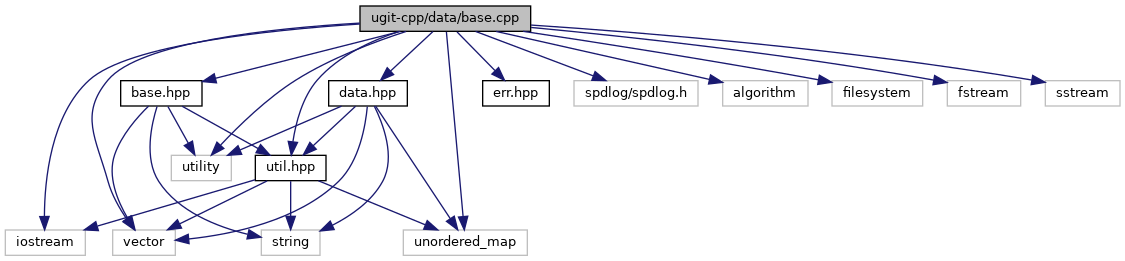 ugit-cpp/data/base.cpp
base.hpp
data.hpp
err.hpp
spdlog/spdlog.h
algorithm
filesystem
fstream
sstream
utility
util.hpp
iostream
vector
string
unordered_map